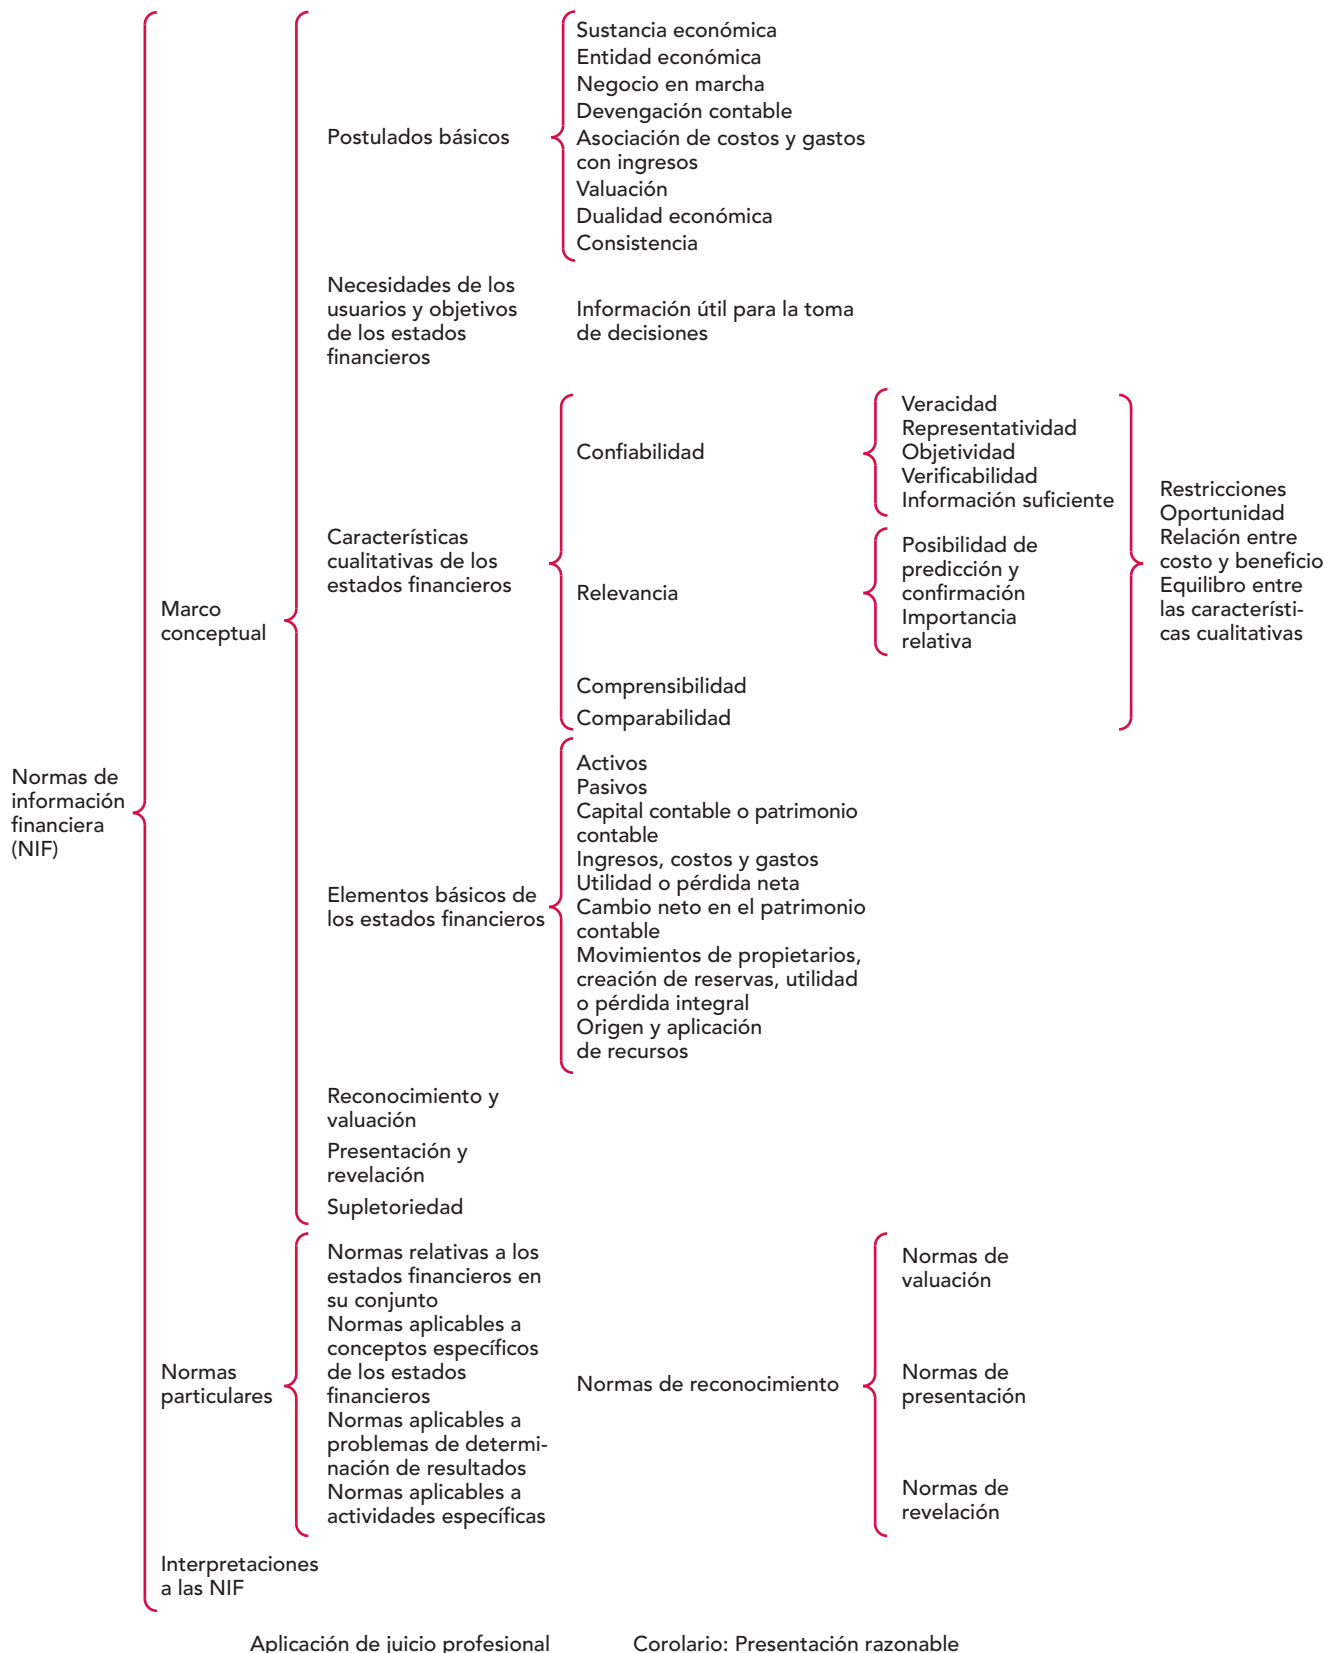 Normas de
información
financiera
(NIF)
Marco
conceptual
Postulados básicos
Sustancia económica
Entidad económica
Negocio en marcha
Devengación contable
Asociación de costos y gastos
con ingresos
Valuación
Dualidad económica
Consistencia
Necesidades de los
usuarios y objetivos
de los estados
financieros
Información útil para la toma
de decisiones
Características
cualitativas de los
estados financieros
Confiabilidad
Veracidad
Representatividad
Objetividad
Verificabilidad
Información suficiente
Relevancia
Posibilidad de
predicción y
confirmación
Importancia
relativa
Comprensibilidad
Comparabilidad
Restricciones
Oportunidad
Relación entre
costo y beneficio
Equilibro entre
las característi-
cas cualitativas
Elementos básicos de
los estados financieros
Activos
Pasivos
Capital contable o patrimonio
contable
Ingresos, costos y gastos
Utilidad o pérdida neta
Cambio neto en el patrimonio
contable
Movimientos de propietarios,
creación de reservas, utilidad
o pérdida integral
Origen y aplicación
de recursos
Reconocimiento y
valuación
Presentación y
revelación
Supletoriedad
Normas
particulares
Normas relativas a los
estados financieros en
su conjunto
Normas aplicables a
conceptos específicos
de los estados
financieros
Normas aplicables a
problemas de determi-
nación de resultados
Normas aplicables a
actividades específicas
Normas de reconocimiento
Normas de
valuación
Normas de
presentación
Normas de
revelación
Interpretaciones
a las NIF
Aplicación de juicio profesional
Corolario: Presentación razonable